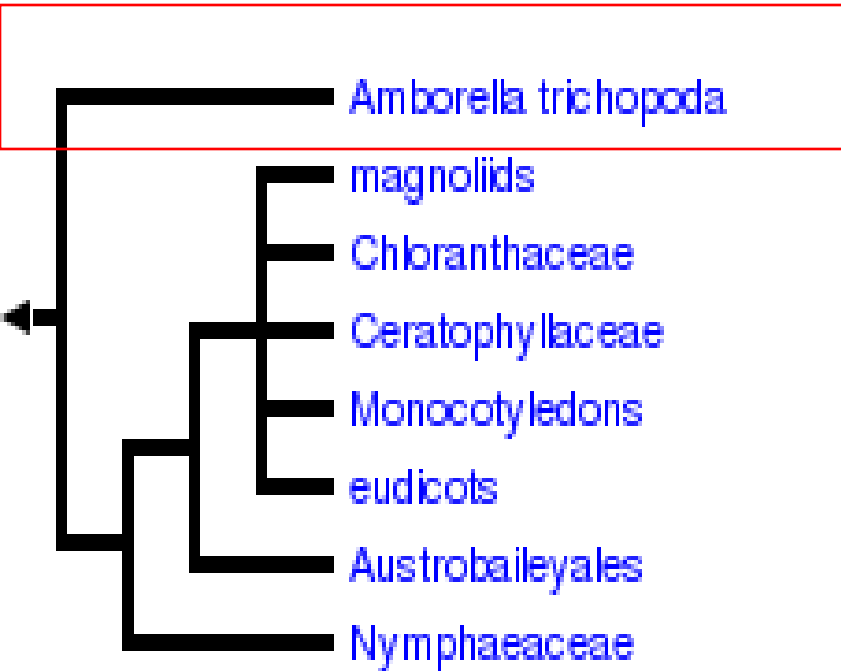 Amborella trichopoda
magnoliids
Chloranthaceae
Ceratophyllaceae
Monocotyledons
eudicots
Austrobaileyales
Nymphaeaceae